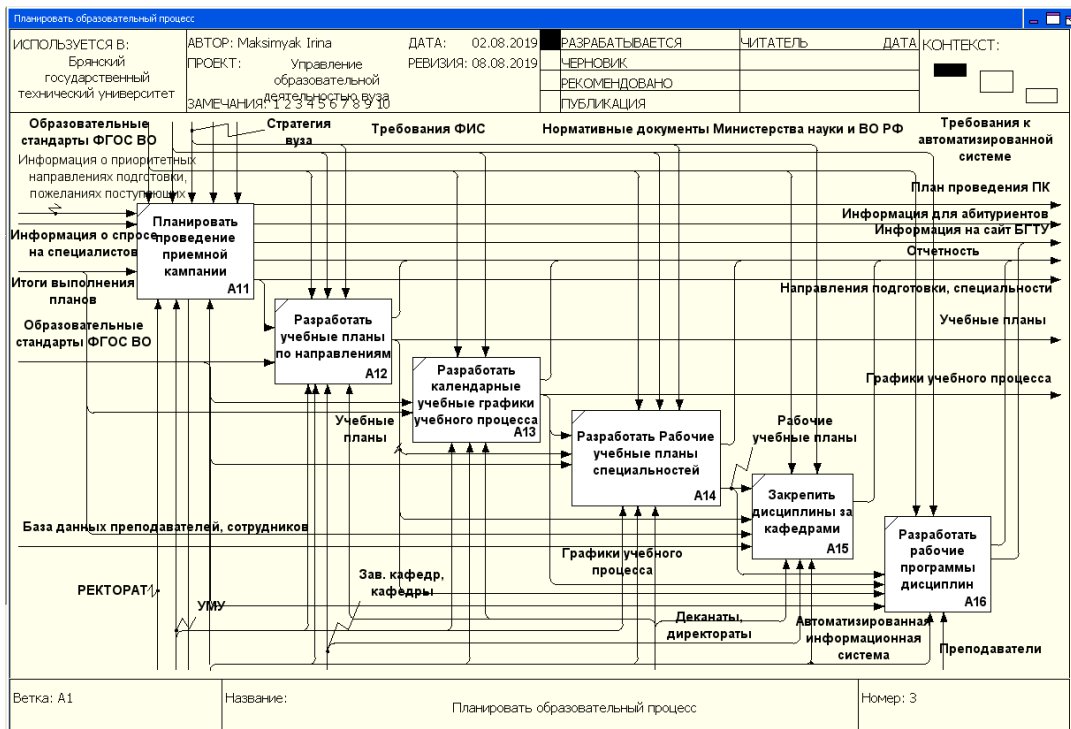 Планировать образовательный процесс
ИСПОЛЬЗУЕТСЯ В:
Брянский
государственный
технический университет
АВТОР: Maksimyak Irina
ДАТА: 02.08.2019
ПРОЕКТ: Управление
образовательной
деятельностью вуза
РЕВИЗИЯ: 08.08.2019
ЗАМЕЧАНИЯ: 1 2 3 4 5 6 7 8 9 10
РАЗРАБАТЫВАЕТСЯ
ЧЕРНОВИК
РЕКОМЕНДОВАНО
ПУБЛИКАЦИЯ
ЧИТАТЕЛЬ
ДАТА
КОНТЕКСТ:
Образовательные
стандарты ФГОС ВО
Стратегия
вуза
Требования ФИС
Нормативные документы Министерства науки и ВО РФ
Требования к
автоматизированной
системе
Информация о приоритетных
направлениях подготовки,
пожеланиях поступающих
Информация о спросе
на специалистов
Итоги выполнения
планов
Образовательные
стандарты ФГОС ВО
Планировать
проведение
приемной
кампании
A11
План проведения ПК
Информация для абитуриентов
Информация на сайт БГТУ
Отчетность
Направления подготовки, специальности
Учебные планы
Графики учебного процесса
Разработать
учебные планы
по направлениям
A12
Разработать
календарные
учебные графики
учебного процесса
A13
Учебные
планы
Разработать Рабочие
учебные планы
специальностей
A14
Рабочие
учебные планы
Закрепить
дисциплины за
кафедрами
A15
База данных преподавателей, сотрудников
Разработать
рабочие
программы
дисциплин
A16
Графики учебного
процесса
РЕКТОРАТ
УМУ
Зав. кафедр,
кафедры
Деканаты,
директораты
Автоматизированная
информационная
система
Преподаватели
Ветка: A1
Название:
Планировать образовательный процесс
Номер: 3